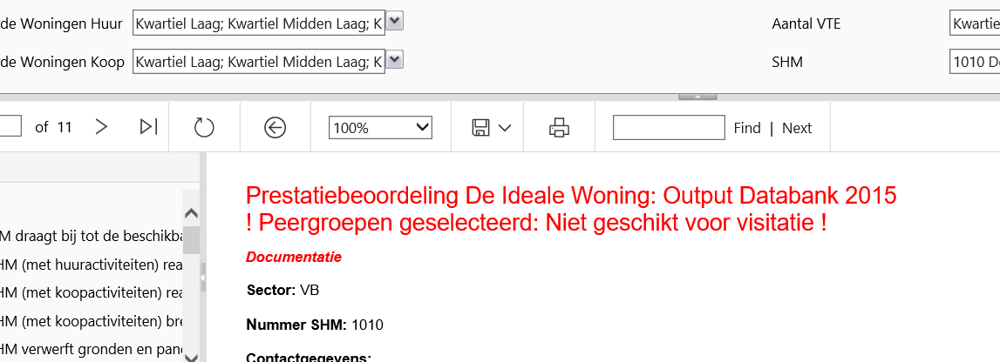 rde Woningen Huur Kwartiel Laag; Kwartiel Midden Laag; K Aantal VTE Kwartie
rde Woningen Koop Kwartiel Laag; Kwartiel Midden Laag; K SHM 1010 D
of 11 100% Find | Next
Prestatiebeoordeling De Ideale Woning: Output Databank 2015
! Peergroepen geselecteerd: Niet geschikt voor visitatie !
Documentatie
Sector: VB
Nummer SHM: 1010
Contactgegevens:
M draagt bij tot de beschikba
HM (met huuractiviteiten) rea
HM (met koopactiviteiten) rea
HM (met koopactiviteiten) bre
HM verwerft gronden en pan